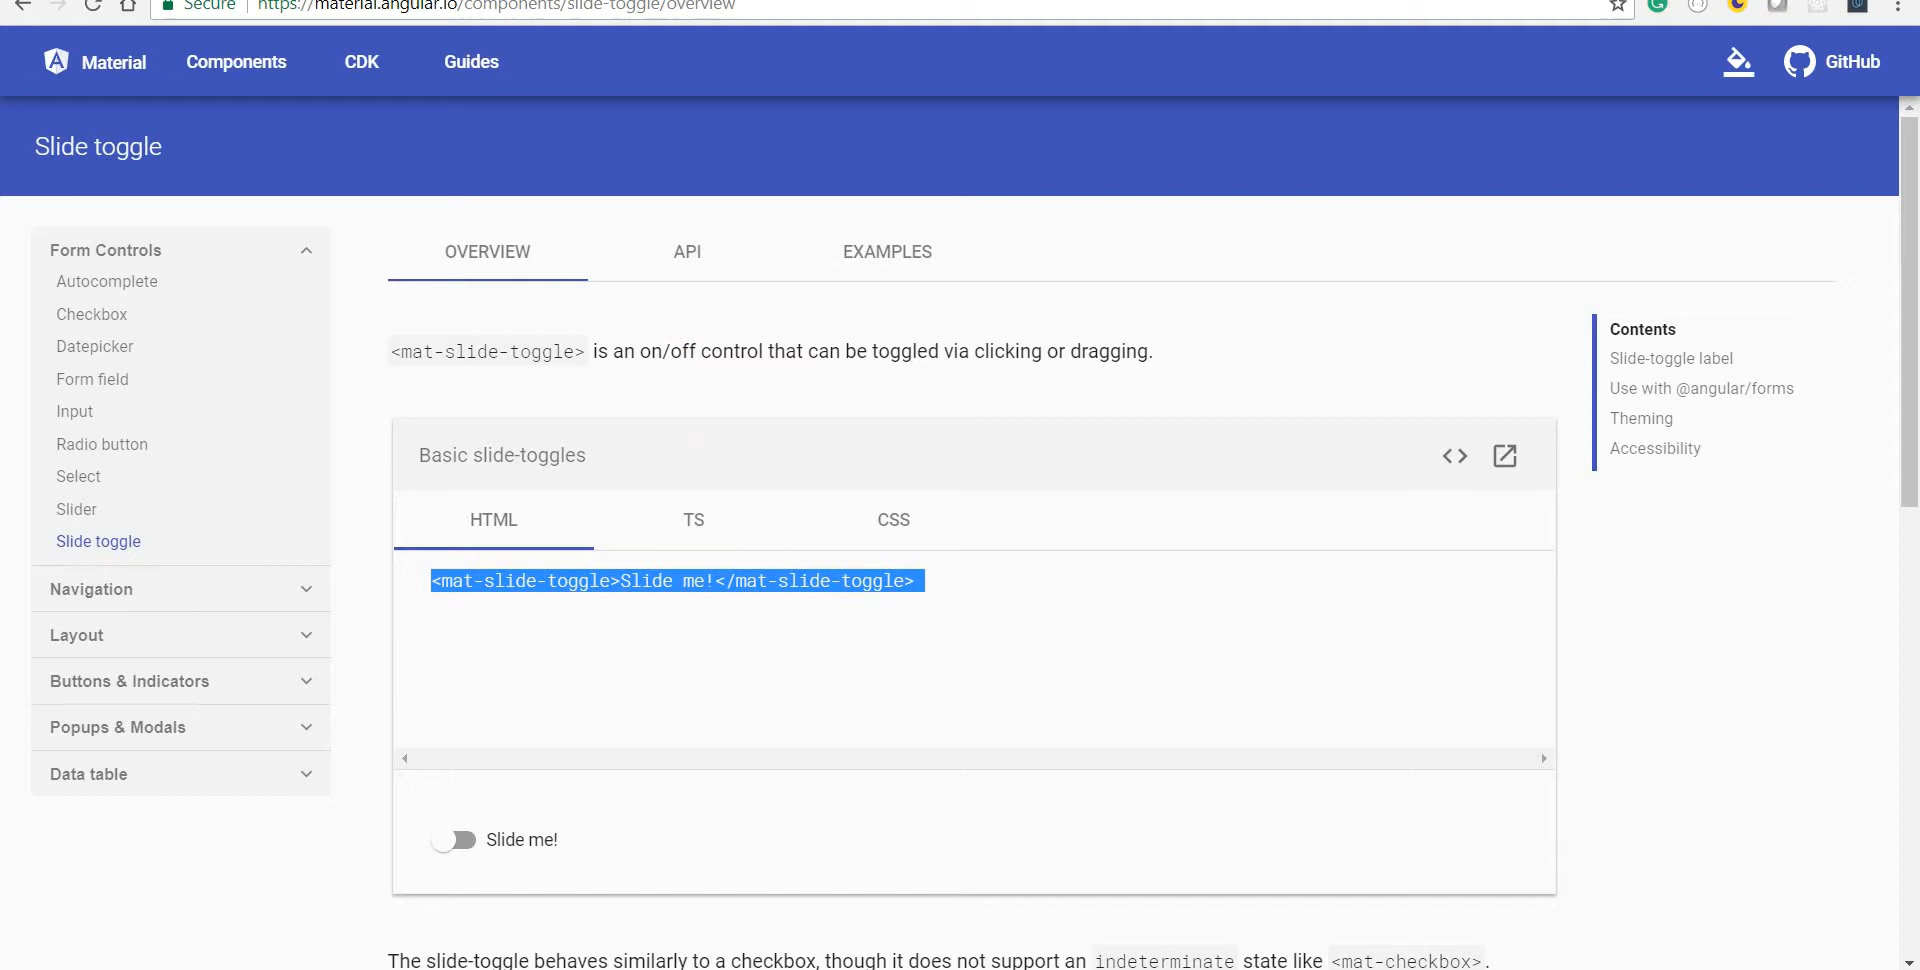 Secure https://material.angular.io/components/slide-toggle/overview
Material Components CDK Guides GitHub
Slide toggle
Form Controls
Autocomplete
Checkbox
Datepicker
Form field
Input
Radio button
Select
Slider
Slide toggle
Navigation
Layout
Buttons & Indicators
Popups & Modals
Data table
OVERVIEW API EXAMPLES
<mat-slide-toggle> is an on/off control that can be toggled via clicking or dragging.
Basic slide-toggles
HTML TS CSS
<mat-slide-toggle>Slide me!</mat-slide-toggle>
Slide me!
The slide-toggle behaves similarly to a checkbox, though it does not support an indeterminate state like <mat-checkbox>.
Contents
Slide-toggle label
Use with @angular/forms
Theming
Accessibility